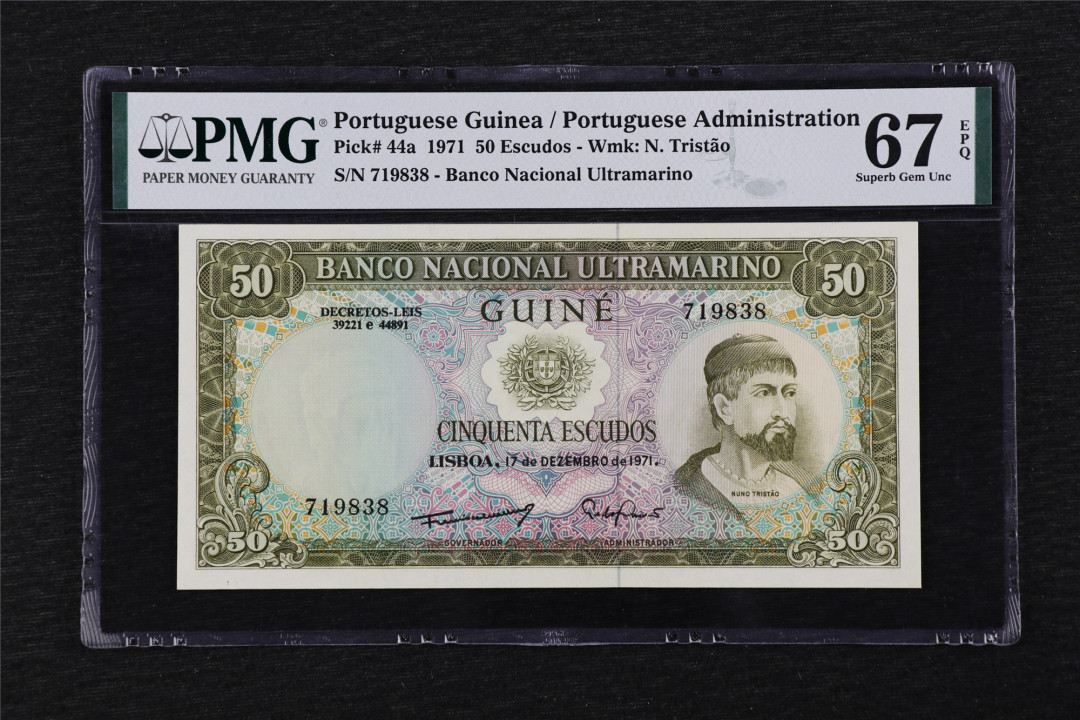 PMG®
PAPER MONEY GUARANTY
Portuguese Guinea / Portuguese Administration
Pick# 44a 1971 50 Escudos - Wmk: N. Tristão
S/N 719838 - Banco Nacional Ultramarino
67 EPQ
Superb Gem Unc
50 BANCO NACIONAL ULTRAMARINO 50
DECRETOS-LEIS
39221 e 44891
GUINÉ
719838
CINQUENTA ESCUDOS
LISBOA, 17 de DEZEMBRO de 1971.
NUNO TRISTÃO
719838
GOVERNADOR
ADMINISTRADOR
50 50